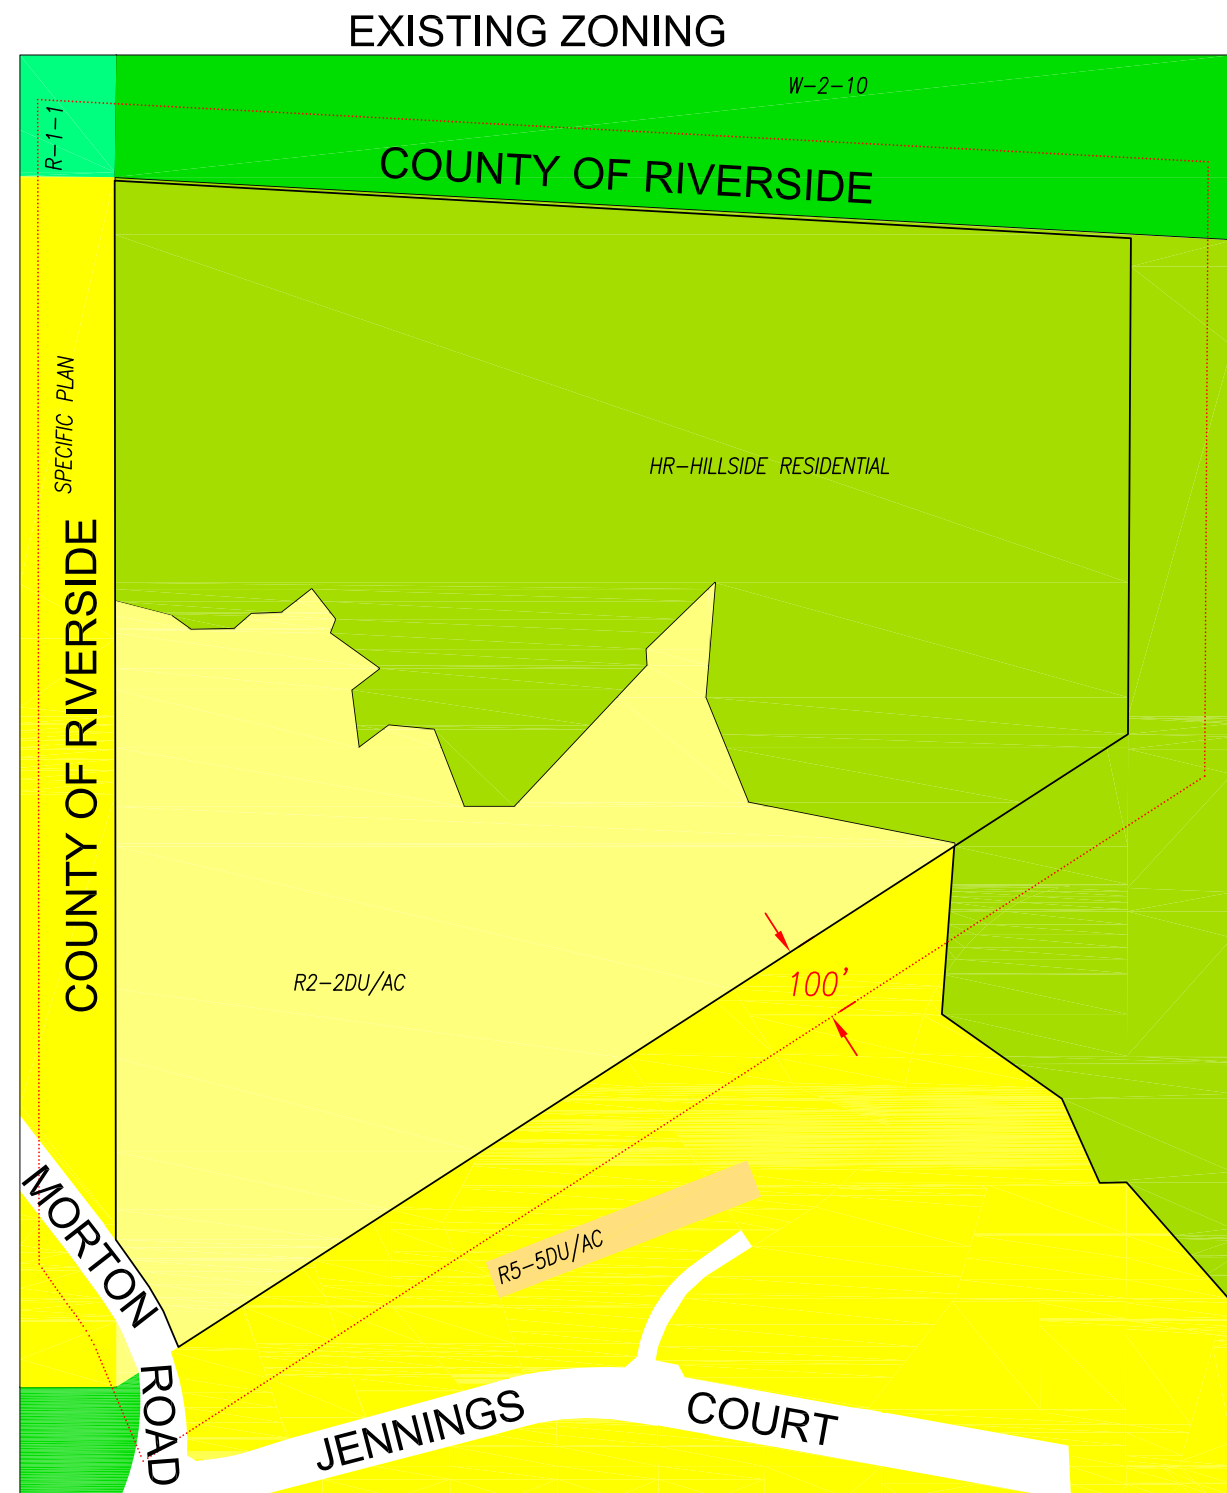 EXISTING ZONING
W-2-10
R-1-1
COUNTY OF RIVERSIDE
SPECIFIC PLAN
HR-HILLSIDE RESIDENTIAL
COUNTY OF RIVERSIDE
R2-2DU/AC
100'
MORTON ROAD
R5-5DU/AC
JENNINGS COURT